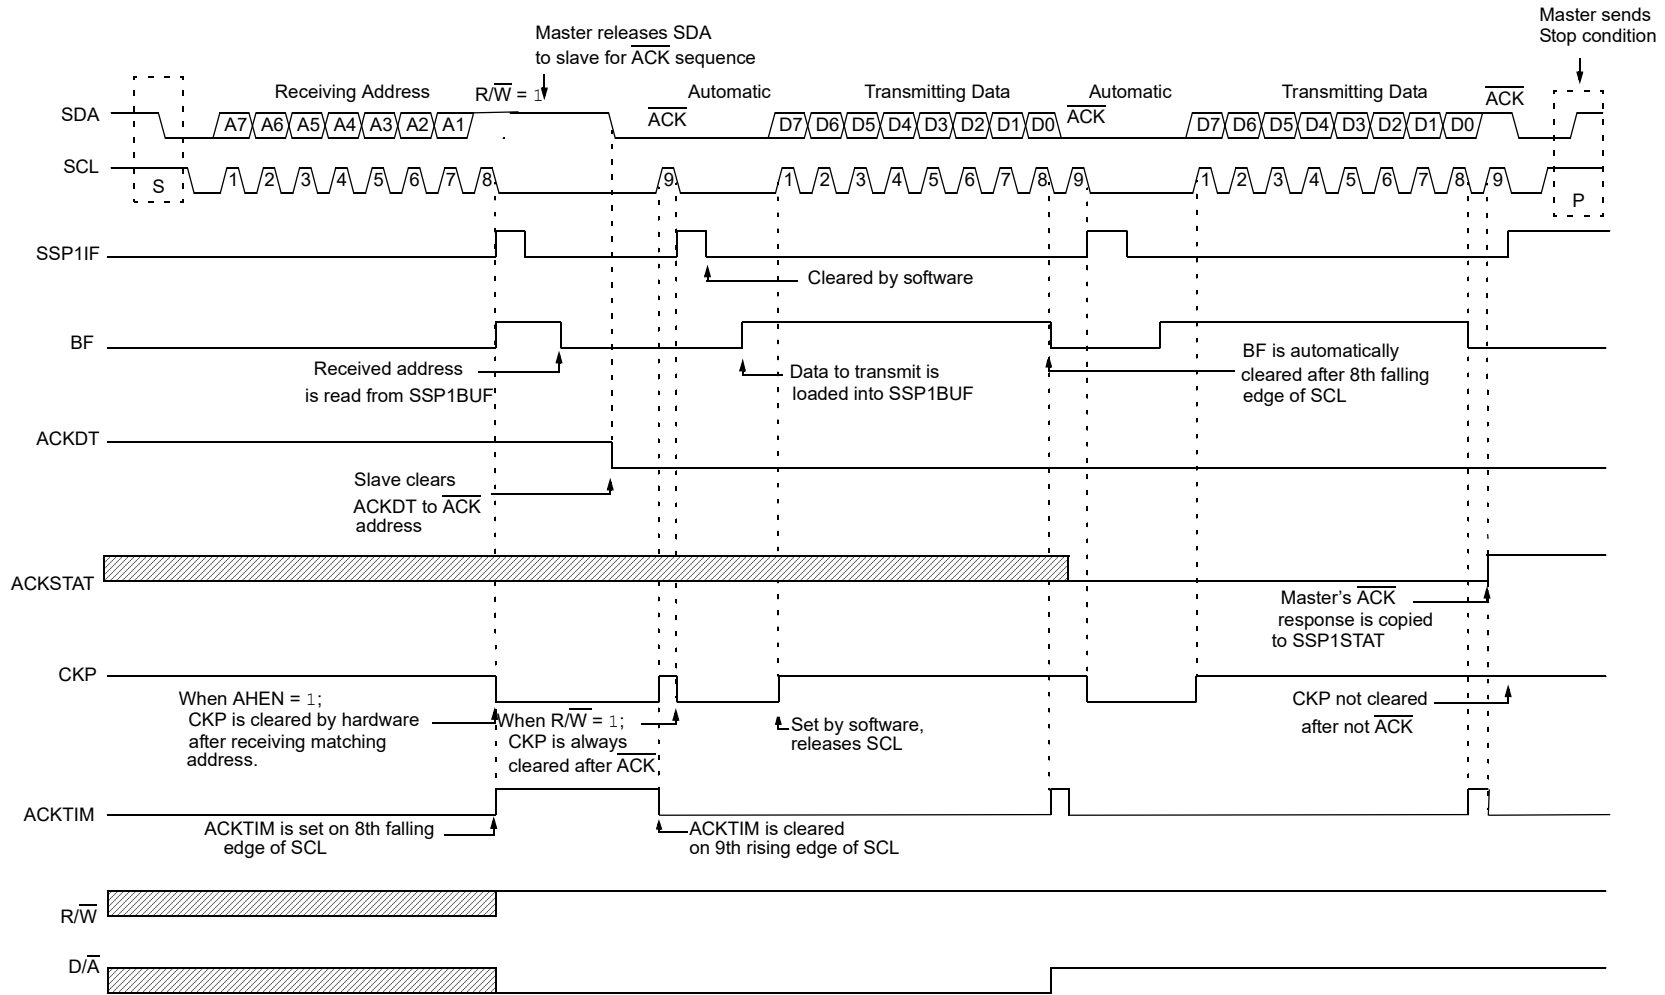 Master sends
Stop condition
Master releases SDA
to slave for ACK sequence
Receiving Address
R/W = 1
Automatic
Transmitting Data
Automatic
Transmitting Data
ACK
SDA
A7 A6 A5 A4 A3 A2 A1
ACK
D7 D6 D5 D4 D3 D2 D1 D0
ACK
D7 D6 D5 D4 D3 D2 D1 D0
SCL
S
1 2 3 4 5 6 7 8 9
1 2 3 4 5 6 7 8 9
1 2 3 4 5 6 7 8 9
P
SSP1IF
Cleared by software
BF
Received address
is read from SSP1BUF
Data to transmit is
loaded into SSP1BUF
BF is automatically
cleared after 8th falling
edge of SCL
ACKDT
Slave clears
ACKDT to ACK
address
ACKSTAT
Master's ACK
response is copied
to SSP1STAT
CKP
When AHEN = 1;
CKP is cleared by hardware
after receiving matching
address.
When R/W = 1;
CKP is always
cleared after ACK
Set by software,
releases SCL
CKP not cleared
after not ACK
ACKTIM
ACKTIM is set on 8th falling
edge of SCL
ACKTIM is cleared
on 9th rising edge of SCL
R/W
D/A